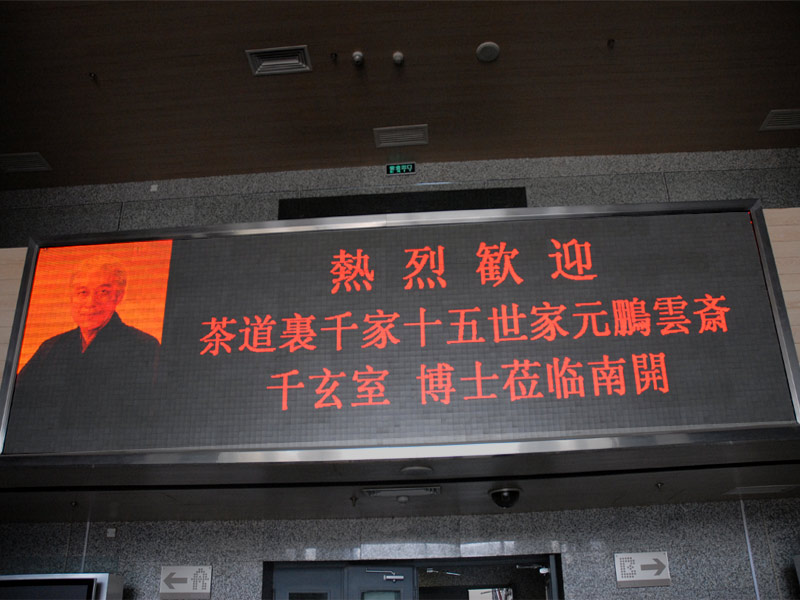 熱烈歡迎
茶道裏千家十五世家元鵬雲斎
千玄室 博士莅临南開
A
B